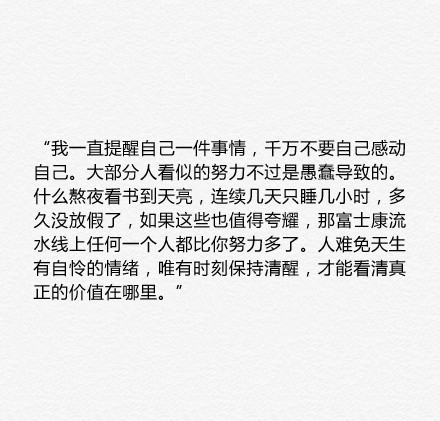 “我一直提醒自己一件事情，千万不要自己感动
自己。大部分人看似的努力不过是愚蠢导致的。
什么熬夜看书到天亮，连续几天只睡几小时，多
久没放假了，如果这些也值得夸耀，那富士康流
水线上任何一个人都比你努力多了。人难免天生
有自怜的情绪，唯有时刻保持清醒，才能看清真
正的价值在哪里。”